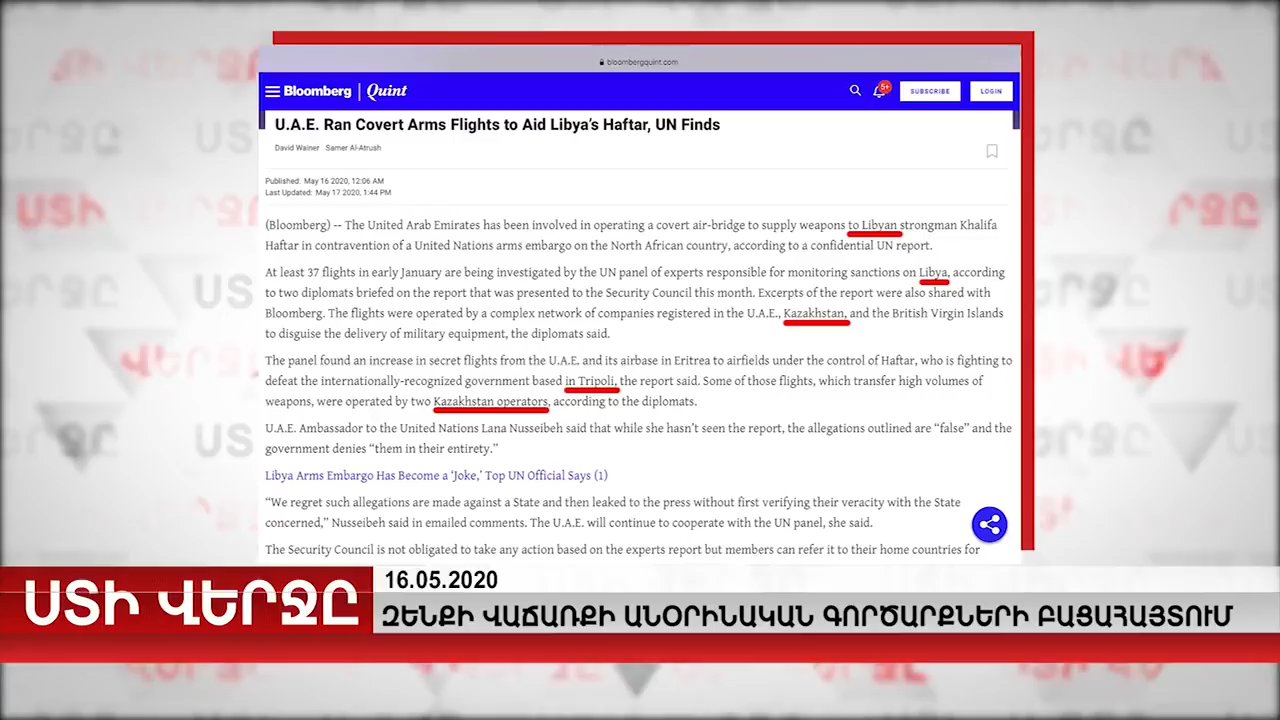 bloombergquint.com
Bloomberg | Quint
5+
SUBSCRIBE
LOGIN
U.A.E. Ran Covert Arms Flights to Aid Libya’s Haftar, UN Finds
David Wainer Samer Al-Atrush
Published: May 16 2020, 12:06 AM
Last Updated: May 17 2020, 1:44 PM
(Bloomberg) -- The United Arab Emirates has been involved in operating a covert air-bridge to supply weapons to Libyan strongman Khalifa
Haftar in contravention of a United Nations arms embargo on the North African country, according to a confidential UN report.
At least 37 flights in early January are being investigated by the UN panel of experts responsible for monitoring sanctions on Libya, according
to two diplomats briefed on the report that was presented to the Security Council this month. Excerpts of the report were also shared with
Bloomberg. The flights were operated by a complex network of companies registered in the U.A.E., Kazakhstan, and the British Virgin Islands
to disguise the delivery of military equipment, the diplomats said.
The panel found an increase in secret flights from the U.A.E. and its airbase in Eritrea to airfields under the control of Haftar, who is fighting to
defeat the internationally-recognized government based in Tripoli, the report said. Some of those flights, which transfer high volumes of
weapons, were operated by two Kazakhstan operators, according to the diplomats.
U.A.E. Ambassador to the United Nations Lana Nusseibeh said that while she hasn’t seen the report, the allegations outlined are “false” and the
government denies “them in their entirety.”
Libya Arms Embargo Has Become a ‘Joke,’ Top UN Official Says (1)
“We regret such allegations are made against a State and then leaked to the press without first verifying their veracity with the State
concerned,” Nusseibeh said in emailed comments. The U.A.E. will continue to cooperate with the UN panel, she said.
The Security Council is not obligated to take any action based on the experts report but members can refer it to their home countries for
ՍՏԻ ՎԵՐՋԸ
16.05.2020
ԶԵՆՔԻ ՎԱՃԱՌՔԻ ԱՆՕՐԻՆԱԿԱՆ ԳՈՐԾԱՐՔՆԵՐԻ ԲԱՑԱՀԱՅՏՈՒՄ